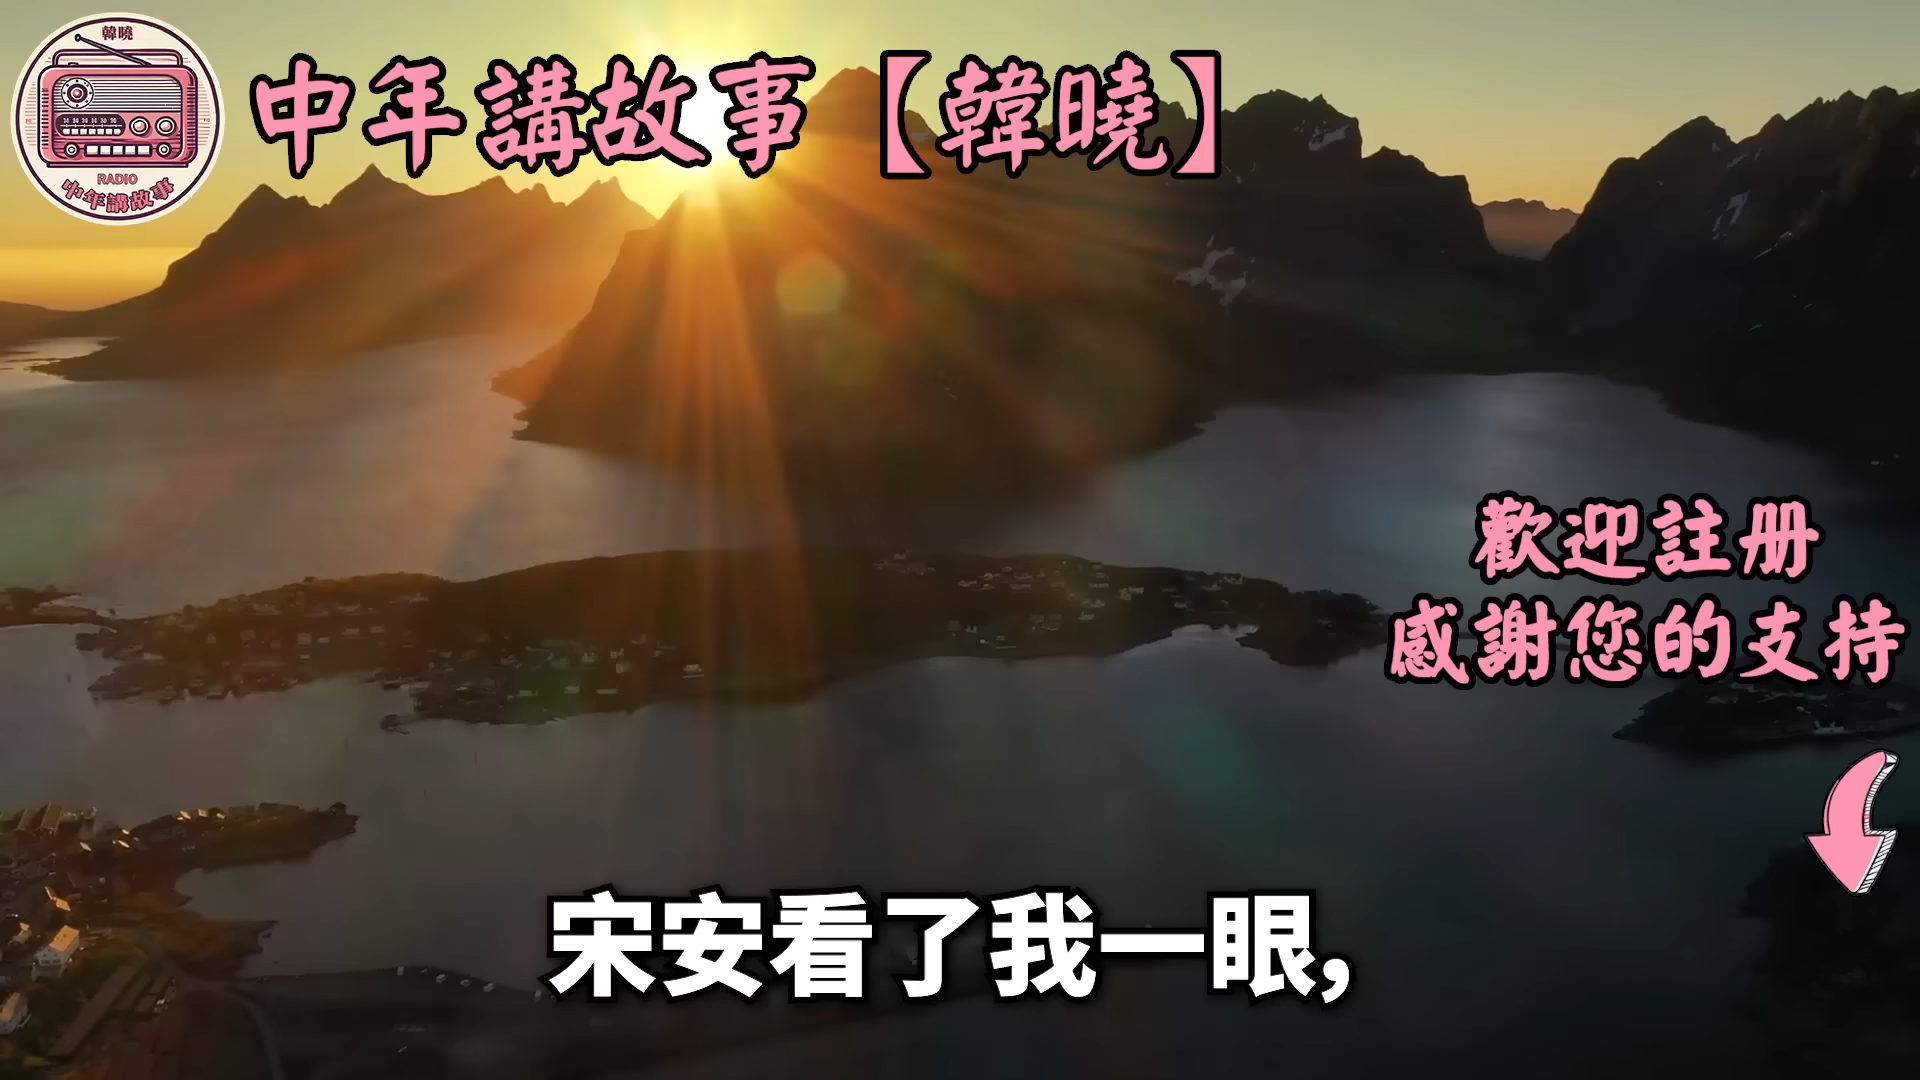 韓曉
RADIO
中年講故事
中年講故事【韓曉】
歡迎註册
感謝您的支持
宋安看了我一眼,